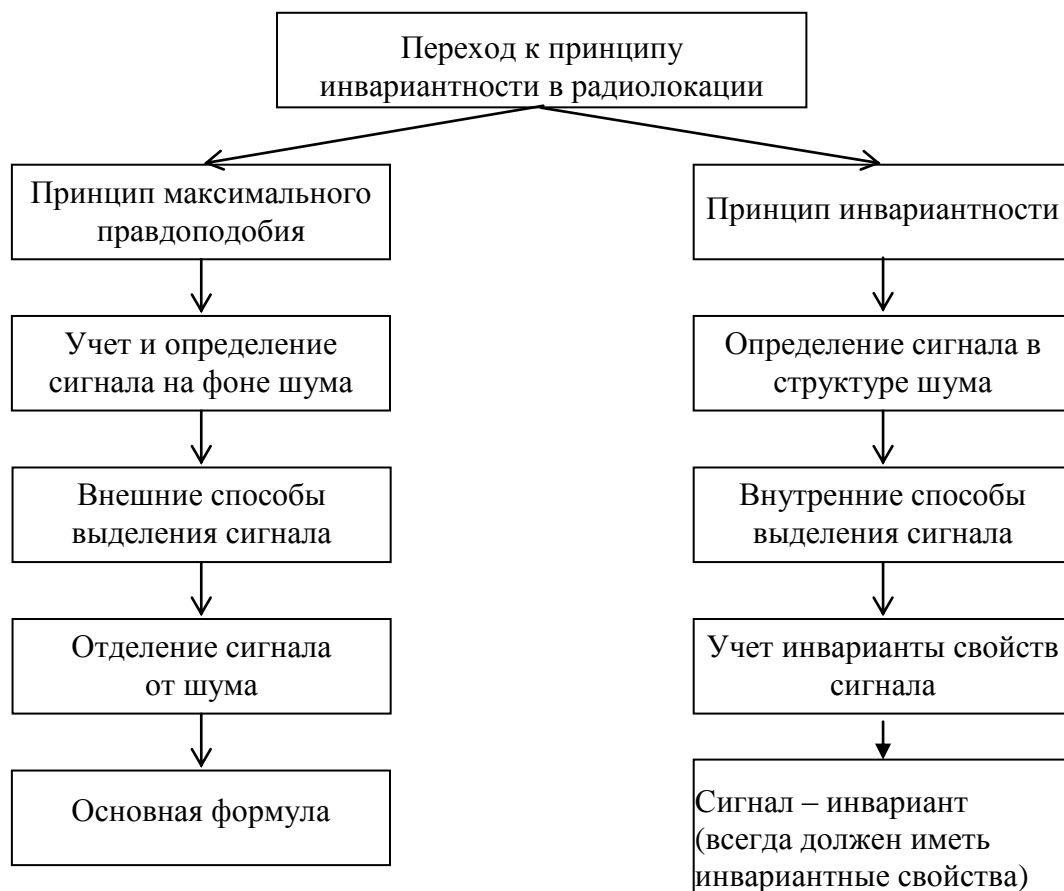 Переход к принципу
инвариантности в радиолокации
Принцип максимального
правдоподобия
Учет и определение
сигнала на фоне шума
Внешние способы
выделения сигнала
Отделение сигнала
от шума
Основная формула
Принцип инвариантности
Определение сигнала в
структуре шума
Внутренние способы
выделения сигнала
Учет инварианты свойств
сигнала
Сигнал – инвариант
(всегда должен иметь
инвариантные свойства)